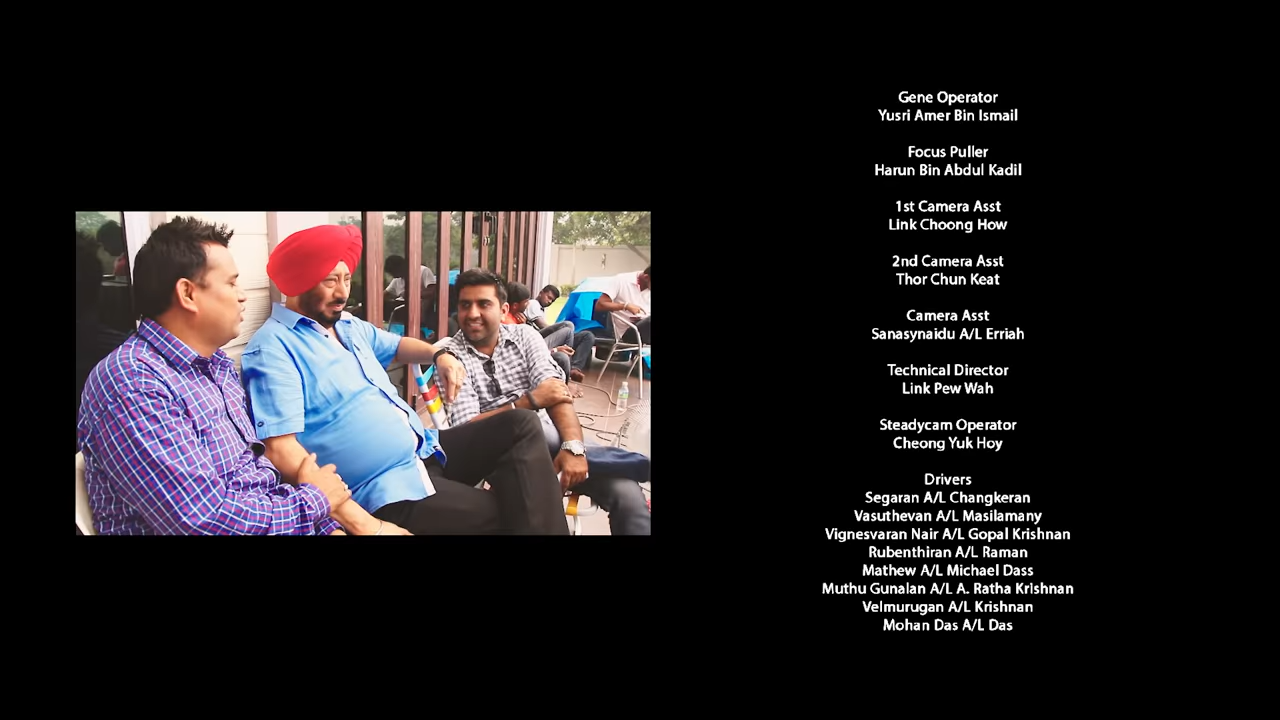 Gene Operator
Yusri Amer Bin Ismail
Focus Puller
Harun Bin Abdul Kadil
1st Camera Asst
Link Choong How
2nd Camera Asst
Thor Chun Keat
Camera Asst
Sanasynaidu A/L Erriah
Technical Director
Link Pew Wah
Steadycam Operator
Cheong Yuk Hoy
Drivers
Segaran A/L Changkeran
Vasuthevan A/L Masilamany
Vignesvaran Nair A/L Gopal Krishnan
Rubenthiran A/L Raman
Mathew A/L Michael Dass
Muthu Gunalan A/L A. Ratha Krishnan
Velmurugan A/L Krishnan
Mohan Das A/L Das